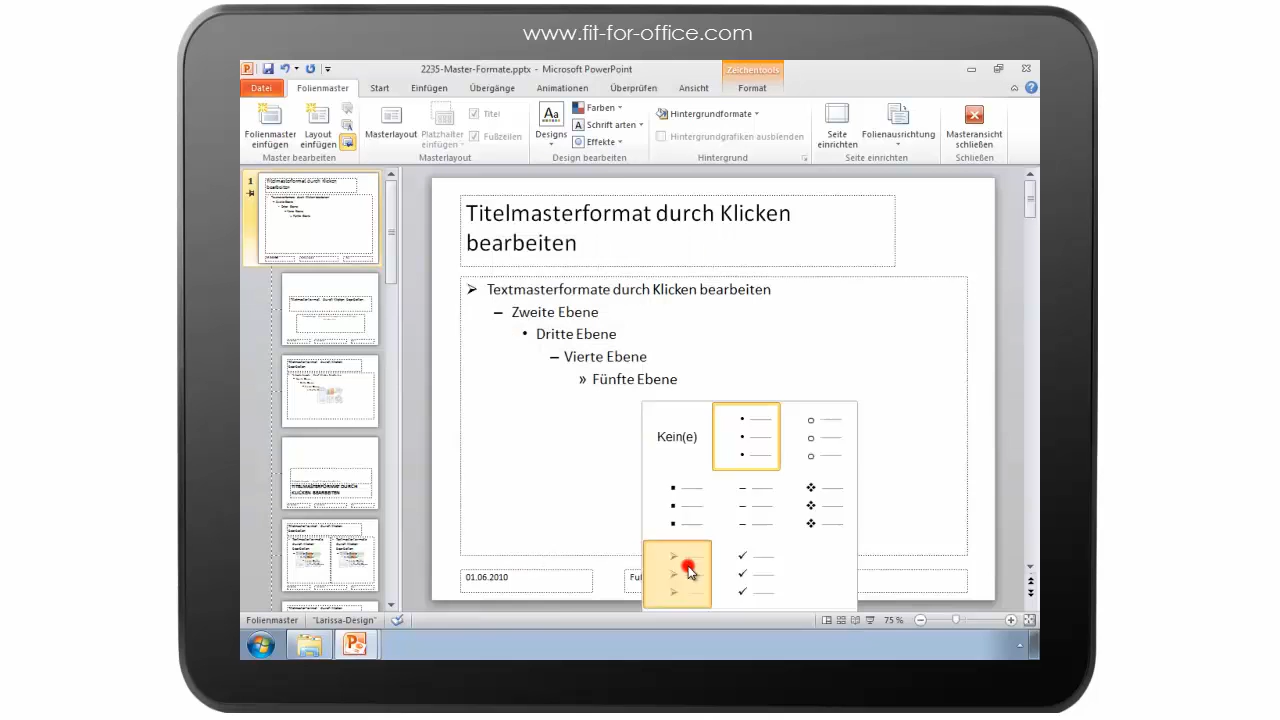 www.fit-for-office.com
2235-Master-Formate.pptx - Microsoft PowerPoint
Zeichentools
Datei Folienmaster Start Einfügen Übergänge Animationen Überprüfen Ansicht Format
Folienmaster einfügen
Layout einfügen
Master bearbeiten
Masterlayout
Platzhalter einfügen
Titel
Fußzeilen
Masterlayout
Designs
Farben
Schrift arten
Effekte
Design bearbeiten
Hintergrundformate
Hintergrundgrafiken ausblenden
Hintergrund
Seite einrichten
Folienausrichtung
Seite einrichten
Masteransicht schließen
Schließen
1
Titelmasterformat durch Klicken
bearbeiten
➢ Textmasterformate durch Klicken bearbeiten
– Zweite Ebene
• Dritte Ebene
– Vierte Ebene
» Fünfte Ebene
Kein(e)
01.06.2010
Folienmaster "Larissa-Design" 75 %